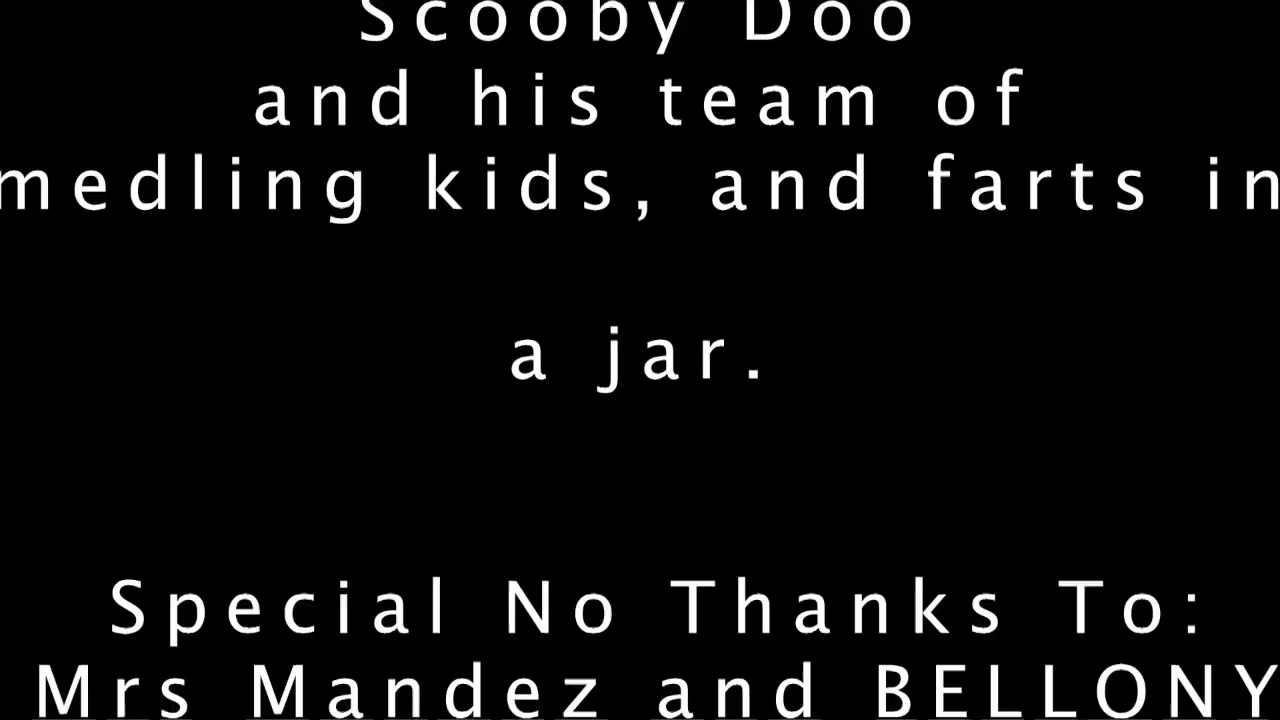 Scooby Doo
and his team of
medling kids, and farts in
a jar.
Special No Thanks To:
Mrs Mandez and BELLONY